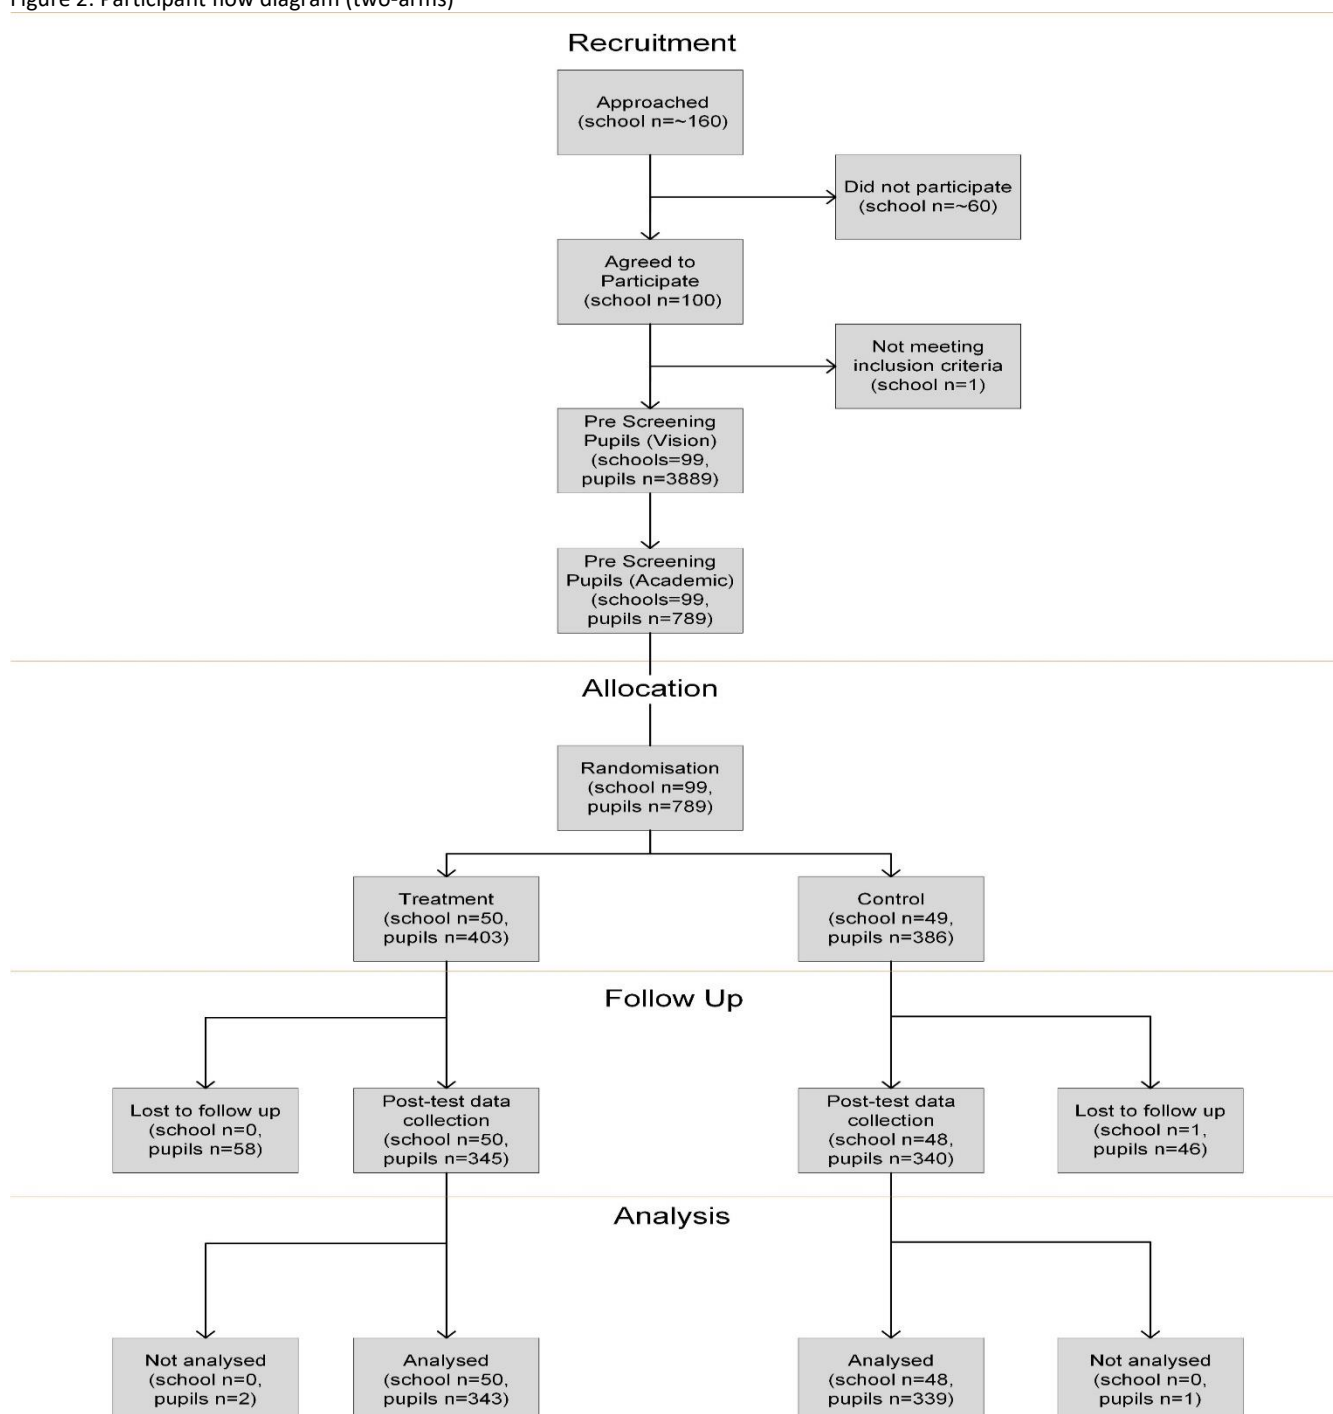 Figure 2: Participant flow diagram (two-arms)
Recruitment
Approached
(school n=~160)
Did not participate
(school n=~60)
Agreed to
Participate
(school n=100)
Not meeting
inclusion criteria
(school n=1)
Pre Screening
Pupils (Vision)
(schools=99,
pupils n=3889)
Pre Screening
Pupils (Academic)
(schools=99,
pupils n=789)
Allocation
Randomisation
(school n=99,
pupils n=789)
Treatment
(school n=50,
pupils n=403)
Control
(school n=49,
pupils n=386)
Follow Up
Lost to follow up
(school n=0,
pupils n=58)
Post-test data
collection
(school n=50,
pupils n=345)
Post-test data
collection
(school n=48,
pupils n=340)
Lost to follow up
(school n=1,
pupils n=46)
Analysis
Not analysed
(school n=0,
pupils n=2)
Analysed
(school n=50,
pupils n=343)
Analysed
(school n=48,
pupils n=339)
Not analysed
(school n=0,
pupils n=1)